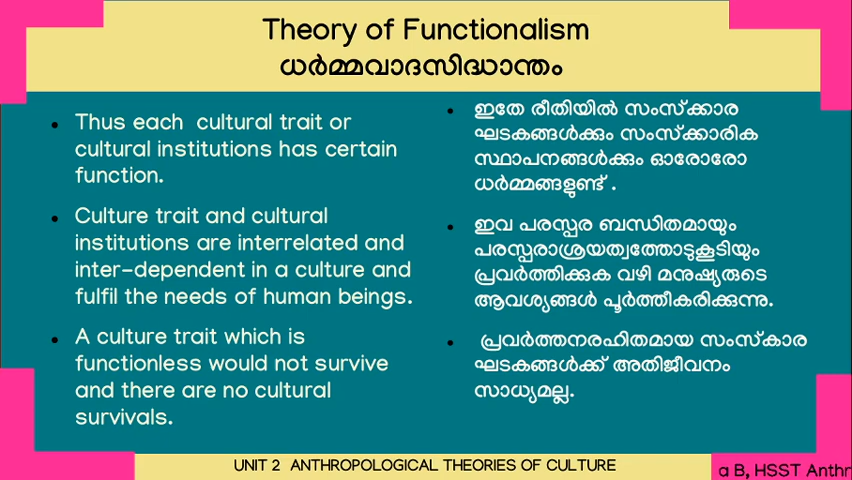 Theory of Functionalism
ധർമ്മവാദസിദ്ധാന്തം
Thus each cultural trait or
cultural institutions has certain
function.
Culture trait and cultural
institutions are interrelated and
inter-dependent in a culture and
fulfil the needs of human beings.
A culture trait which is
functionless would not survive
and there are no cultural
survivals.
ഇതേ രീതിയിൽ സംസ്ക്കാര
ഘടകങ്ങൾക്കും സംസ്ക്കാരിക
സ്ഥാപനങ്ങൾക്കും ഓരോരോ
ധർമ്മങ്ങളുണ്ട് .
ഇവ പരസ്പര ബന്ധിതമായും
പരസ്പരാശ്രയത്വത്തോടുകൂടിയും
പ്രവർത്തിക്കുക വഴി മനുഷ്യരുടെ
ആവശ്യങ്ങൾ പൂർത്തീകരിക്കുന്നു.
പ്രവർത്തനരഹിതമായ സംസ്കാര
ഘടകങ്ങൾക്ക് അതിജീവനം
സാധ്യമല്ല.
UNIT 2 ANTHROPOLOGICAL THEORIES OF CULTURE
a B, HSST Anthr